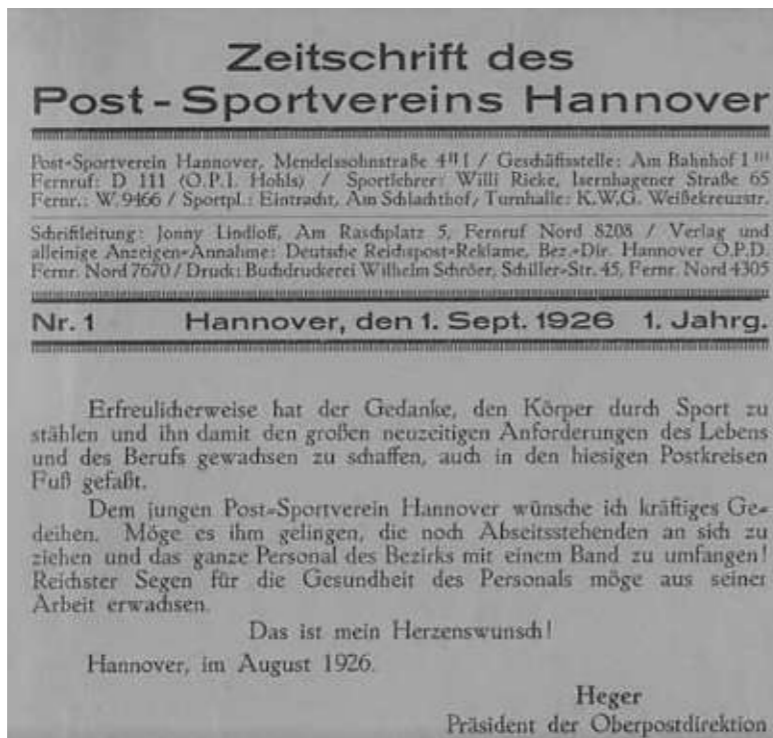 Zeitschrift des
Post-Sportvereins Hannover
Post-Sportverein Hannover, Mendelssohnstraße 4II I / Geschäftsstelle: Am Bahnhof 1 III
Fernruf: D 111 (O.P.I. Hohls) / Sportlehrer: Willi Rieke, Isernhagener Straße 65
Fernr.: W. 9466 / Sportpl.: Eintracht, Am Schlachthof / Turnhalle: K.W.G. Weißekreuzstr.
Schriftleitung: Jonny Lindloff, Am Raschplatz 5, Fernruf Nord 8208 / Verlag und
alleinige Anzeigen-Annahme: Deutsche Reichspost-Reklame, Bez.-Dir. Hannover O.P.D.
Fernr. Nord 7670 / Druck: Buchdruckerei Wilhelm Schröer, Schiller-Str. 45, Fernr. Nord 4305
Nr. 1 Hannover, den 1. Sept. 1926 1. Jahrg.
Erfreulicherweise hat der Gedanke, den Körper durch Sport zu
stählen und ihn damit den großen neuzeitigen Anforderungen des Lebens
und des Berufs gewachsen zu schaffen, auch in den hiesigen Postkreisen
Fuß gefaßt.
Dem jungen Post-Sportverein Hannover wünsche ich kräftiges Ge-
deihen. Möge es ihm gelingen, die noch Abseitsstehenden an sich zu
ziehen und das ganze Personal des Bezirks mit einem Band zu umfangen!
Reichster Segen für die Gesundheit des Personals möge aus seiner
Arbeit erwachsen.
Das ist mein Herzenswunsch!
Hannover, im August 1926.
Heger
Präsident der Oberpostdirektion